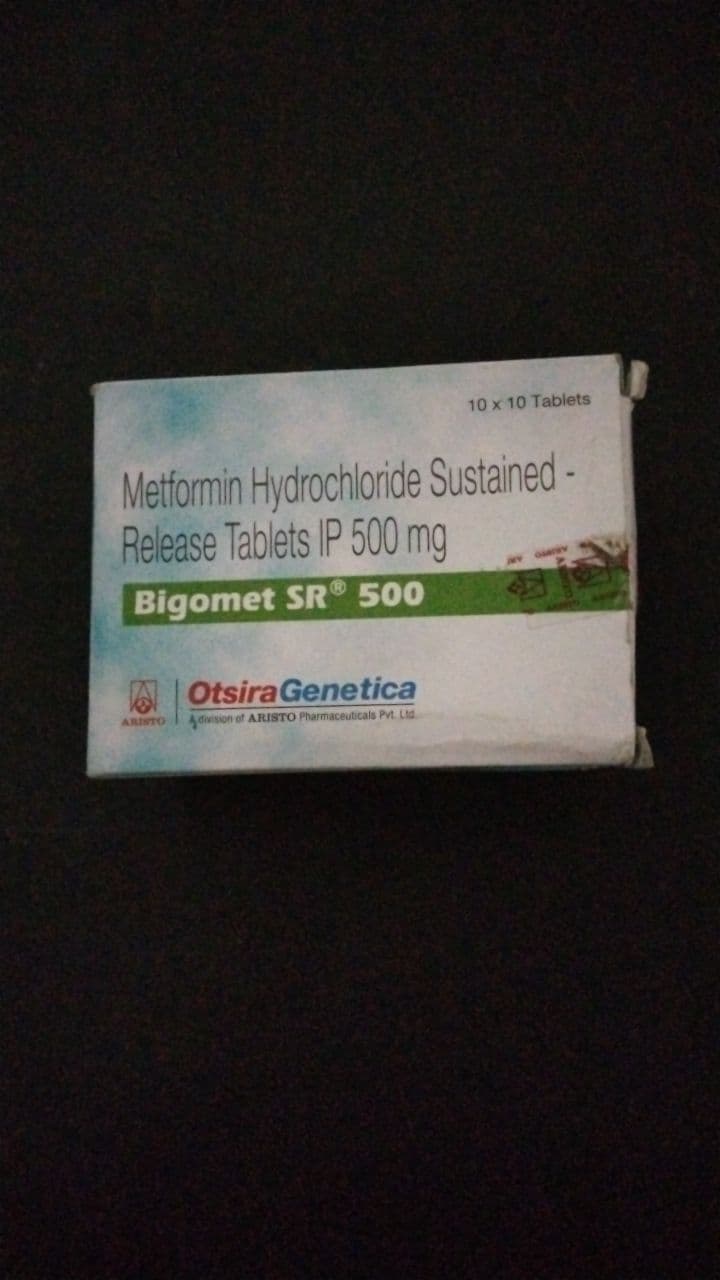 10 x 10 Tablets
Metformin Hydrochloride Sustained -
Release Tablets IP 500 mg
Bigomet SR® 500
ARISTO
OtsiraGenetica
A division of ARISTO Pharmaceuticals Pvt. Ltd.
ARISTO